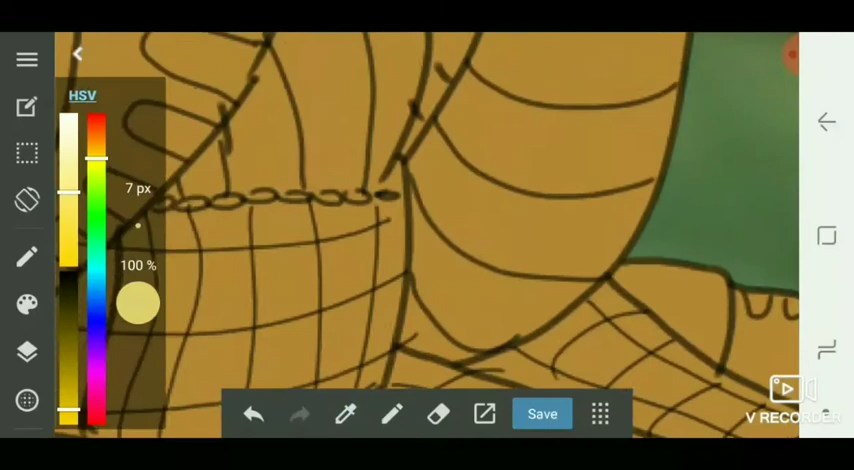 HSV
7 px
100 %
Save
V RECORDER